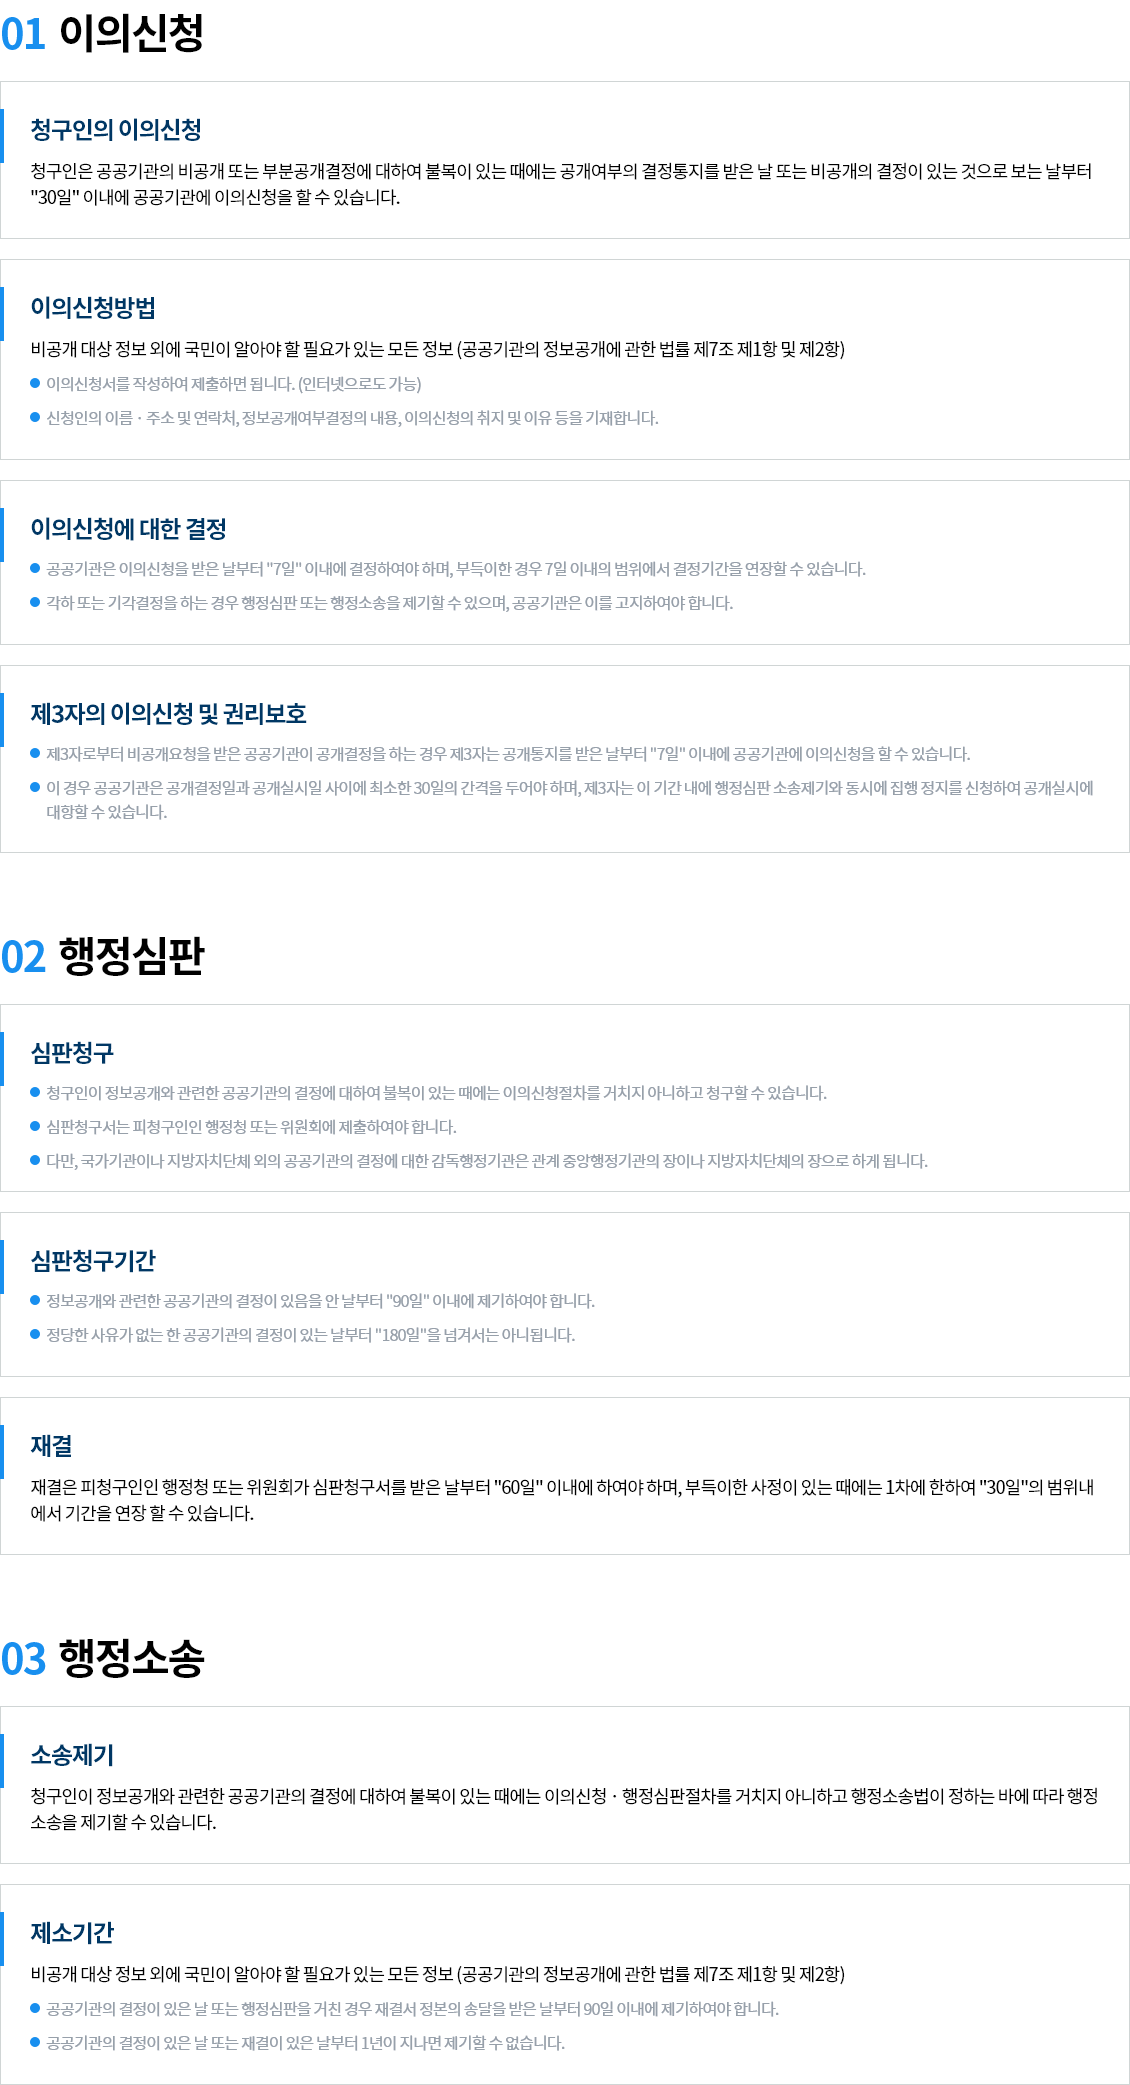 01 이의신청
청구인의 이의신청
청구인은 공공기관의 비공개 또는 부분공개결정에 대하여 불복이 있는 때에는 공개여부의 결정통지를 받은 날 또는 비공개의 결정이 있는 것으로 보는 날부터
"30일" 이내에 공공기관에 이의신청을 할 수 있습니다.
이의신청방법
비공개 대상 정보 외에 국민이 알아야 할 필요가 있는 모든 정보 (공공기관의 정보공개에 관한 법률 제7조 제1항 및 제2항)
이의신청서를 작성하여 제출하면 됩니다. (인터넷으로도 가능)
신청인의 이름 · 주소 및 연락처, 정보공개여부결정의 내용, 이의신청의 취지 및 이유 등을 기재합니다.
이의신청에 대한 결정
공공기관은 이의신청을 받은 날부터 "7일" 이내에 결정하여야 하며, 부득이한 경우 7일 이내의 범위에서 결정기간을 연장할 수 있습니다.
각하 또는 기각결정을 하는 경우 행정심판 또는 행정소송을 제기할 수 있으며, 공공기관은 이를 고지하여야 합니다.
제3자의 이의신청 및 권리보호
제3자로부터 비공개요청을 받은 공공기관이 공개결정을 하는 경우 제3자는 공개통지를 받은 날부터 "7일" 이내에 공공기관에 이의신청을 할 수 있습니다.
이 경우 공공기관은 공개결정일과 공개실시일 사이에 최소한 30일의 간격을 두어야 하며, 제3자는 이 기간 내에 행정심판 소송제기와 동시에 집행 정지를 신청하여 공개실시에
대항할 수 있습니다.
02 행정심판
심판청구
청구인이 정보공개와 관련한 공공기관의 결정에 대하여 불복이 있는 때에는 이의신청절차를 거치지 아니하고 청구할 수 있습니다.
심판청구서는 피청구인인 행정청 또는 위원회에 제출하여야 합니다.
다만, 국가기관이나 지방자치단체 외의 공공기관의 결정에 대한 감독행정기관은 관계 중앙행정기관의 장이나 지방자치단체의 장으로 하게 됩니다.
심판청구기간
정보공개와 관련한 공공기관의 결정이 있음을 안 날부터 "90일" 이내에 제기하여야 합니다.
정당한 사유가 없는 한 공공기관의 결정이 있는 날부터 "180일"을 넘겨서는 아니됩니다.
재결
재결은 피청구인인 행정청 또는 위원회가 심판청구서를 받은 날부터 "60일" 이내에 하여야 하며, 부득이한 사정이 있는 때에는 1차에 한하여 "30일"의 범위내
에서 기간을 연장 할 수 있습니다.
03 행정소송
소송제기
청구인이 정보공개와 관련한 공공기관의 결정에 대하여 불복이 있는 때에는 이의신청 · 행정심판절차를 거치지 아니하고 행정소송법이 정하는 바에 따라 행정
소송을 제기할 수 있습니다.
제소기간
비공개 대상 정보 외에 국민이 알아야 할 필요가 있는 모든 정보 (공공기관의 정보공개에 관한 법률 제7조 제1항 및 제2항)
공공기관의 결정이 있은 날 또는 행정심판을 거친 경우 재결서 정본의 송달을 받은 날부터 90일 이내에 제기하여야 합니다.
공공기관의 결정이 있은 날 또는 재결이 있은 날부터 1년이 지나면 제기할 수 없습니다.